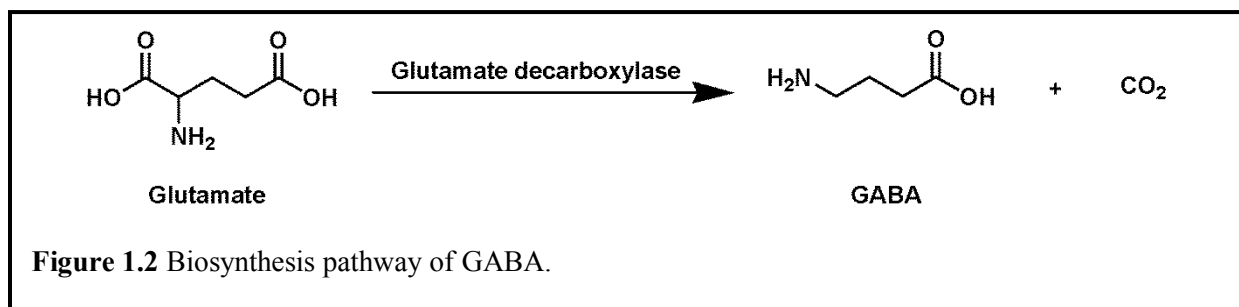 O
O
Glutamate decarboxylase
O
HO
OH
H₂N
OH
+
CO₂
NH₂
Glutamate
GABA
Figure 1.2 Biosynthesis pathway of GABA.